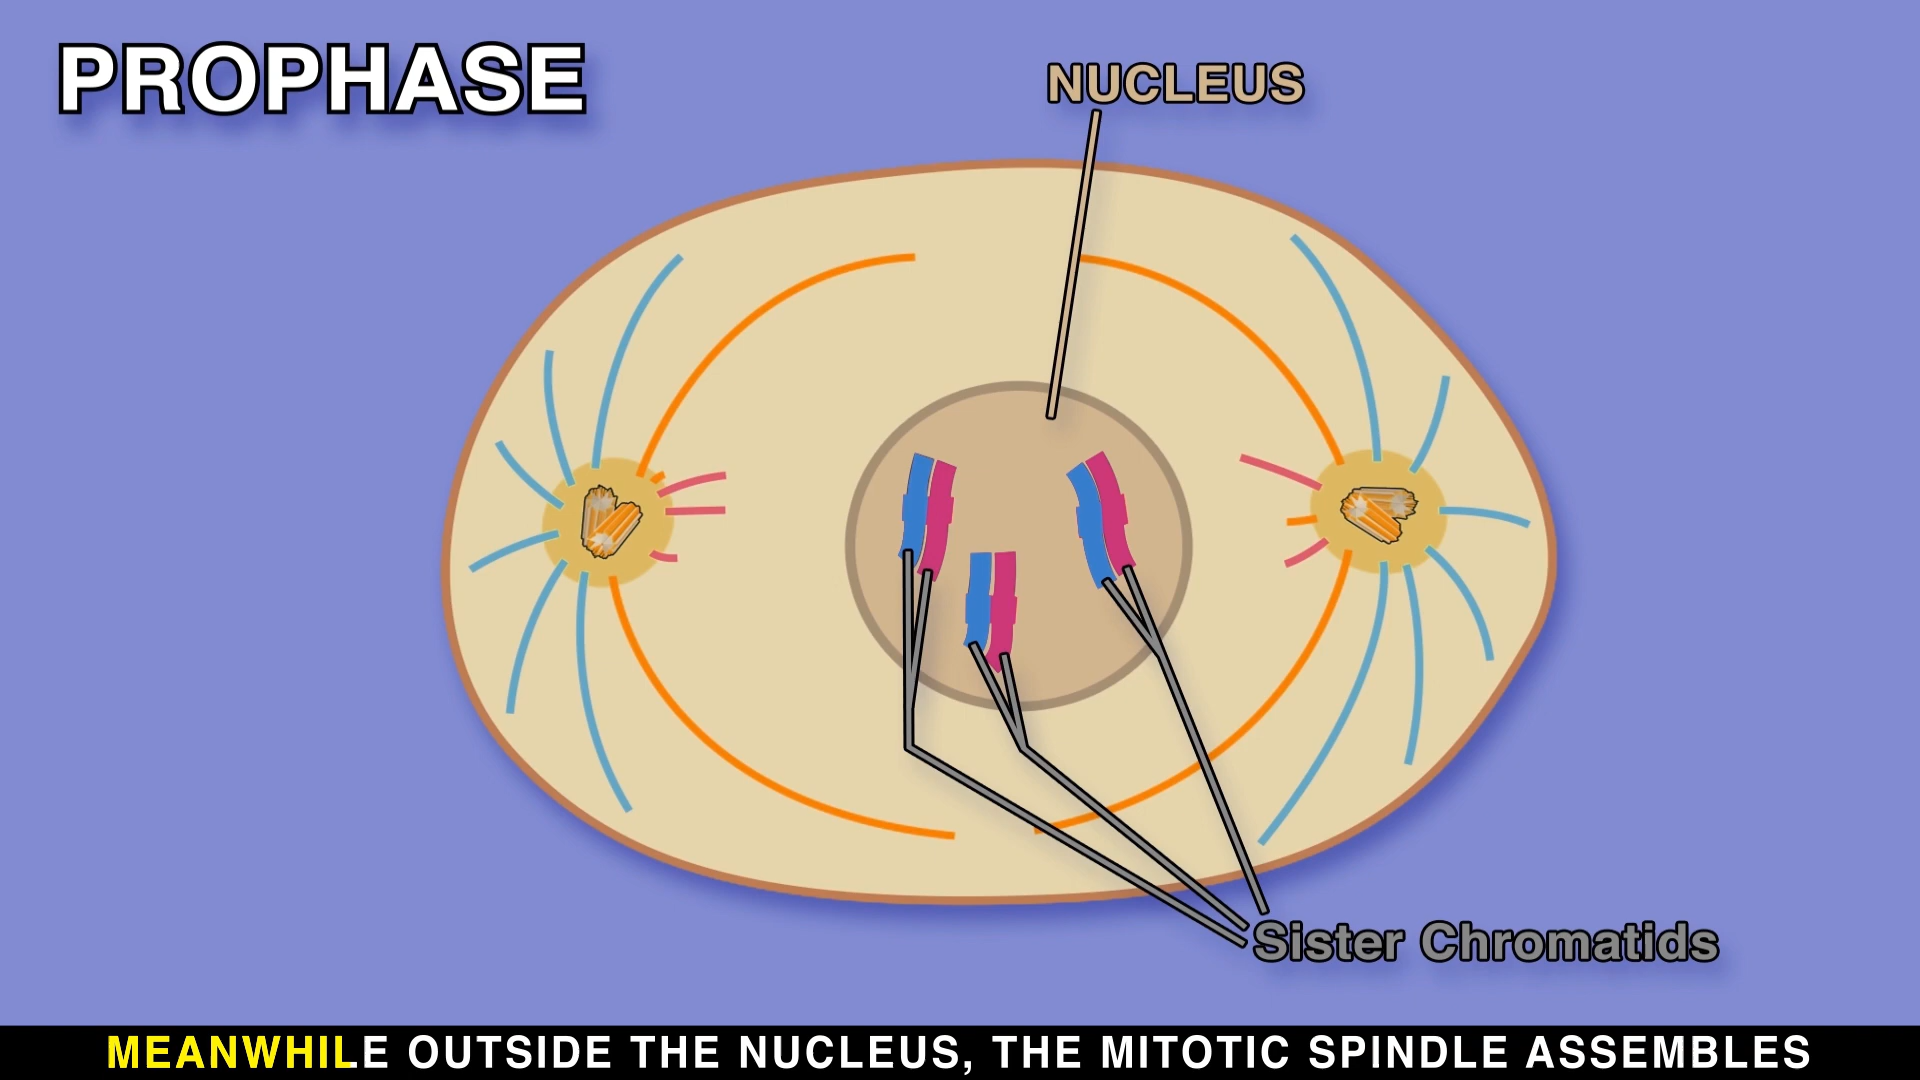 PROPHASE
NUCLEUS
Sister Chromatids
MEANWHILE OUTSIDE THE NUCLEUS, THE MITOTIC SPINDLE ASSEMBLES